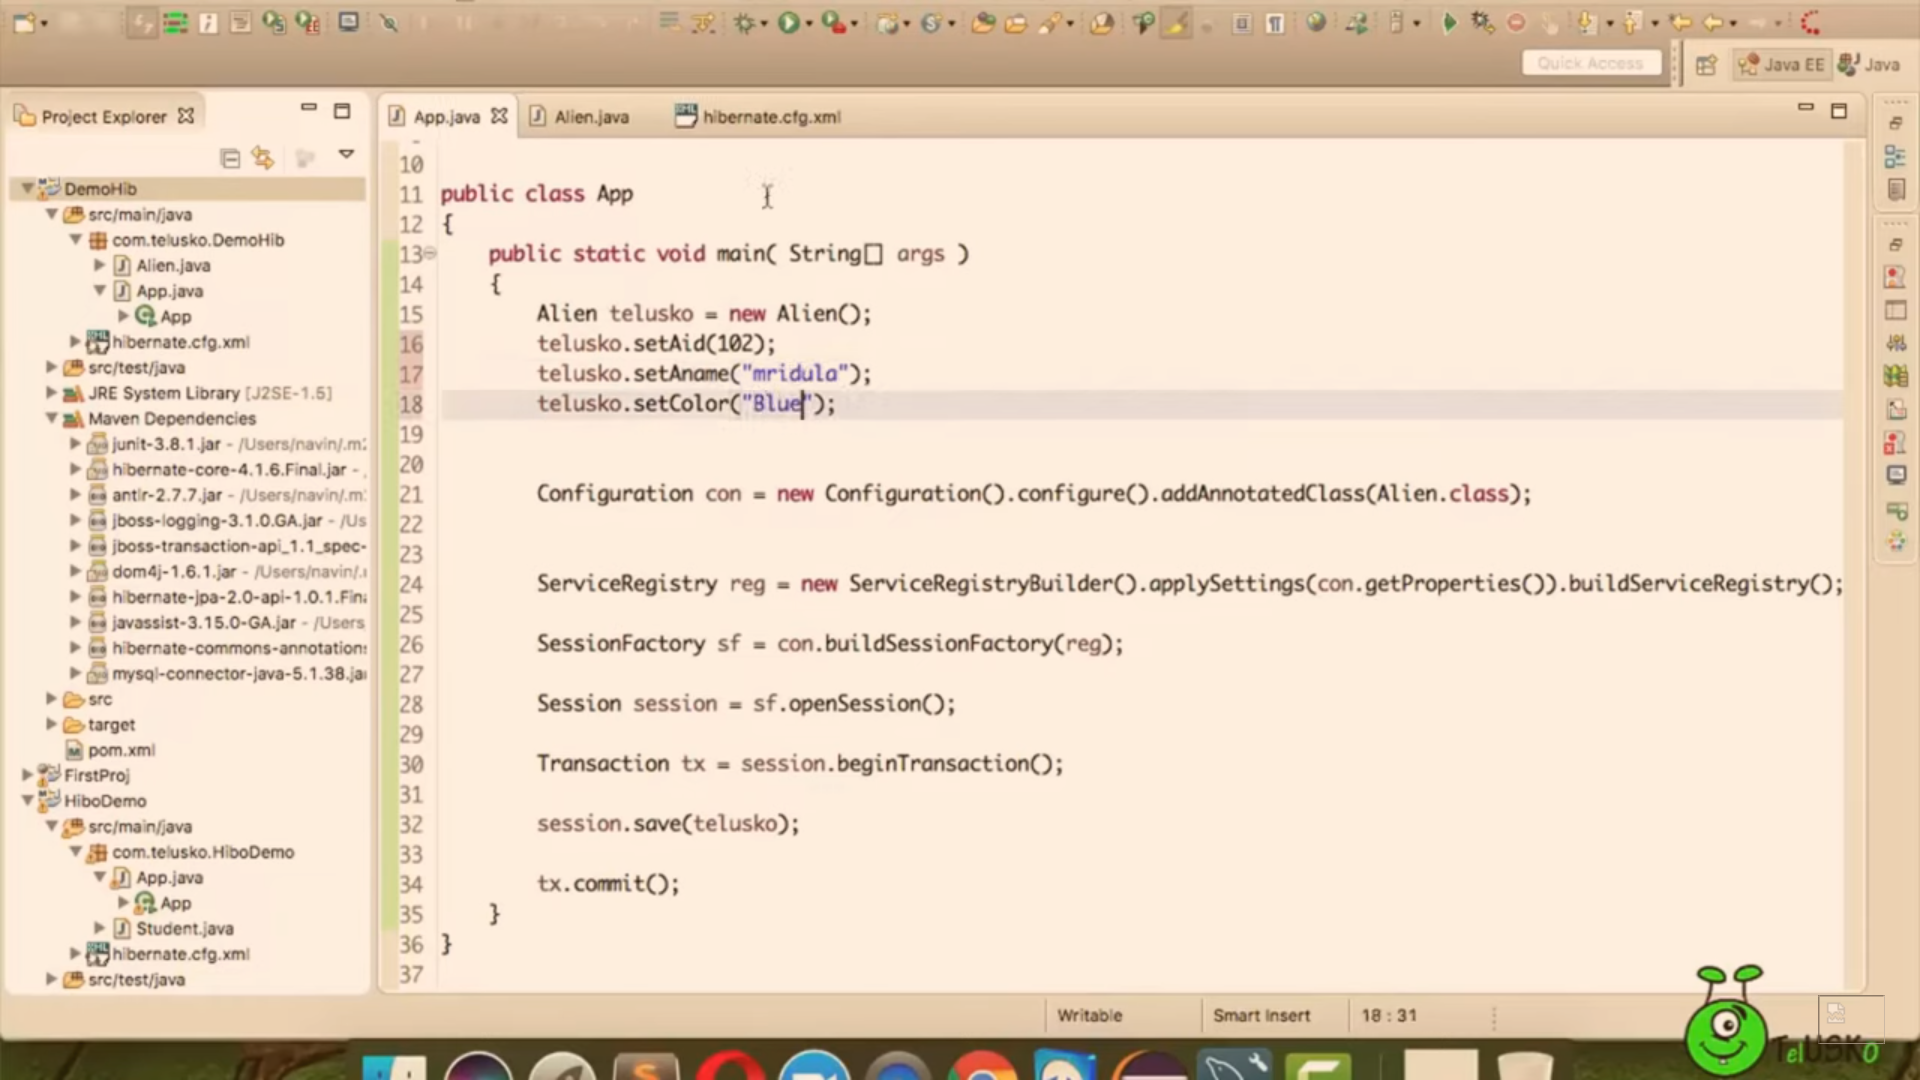 Quick Access
Java EE
Java
Project Explorer
App.java
Alien.java
hibernate.cfg.xml
DemoHib
src/main/java
com.telusko.DemoHib
Alien.java
App.java
App
hibernate.cfg.xml
src/test/java
JRE System Library [J2SE-1.5]
Maven Dependencies
junit-3.8.1.jar - /Users/navin/.m2
hibernate-core-4.1.6.Final.jar -
antlr-2.7.7.jar - /Users/navin/.m2
jboss-logging-3.1.0.GA.jar - /Us
jboss-transaction-api_1.1_spec-
dom4j-1.6.1.jar - /Users/navin/.
hibernate-jpa-2.0-api-1.0.1.Fina
javassist-3.15.0-GA.jar - /Users
hibernate-commons-annotations
mysql-connector-java-5.1.38.ja
src
target
pom.xml
FirstProj
HiboDemo
src/main/java
com.telusko.HiboDemo
App.java
App
Student.java
hibernate.cfg.xml
src/test/java
10
11 public class App
12 {
13 public static void main( String[] args )
14 {
15 Alien telusko = new Alien();
16 telusko.setAid(102);
17 telusko.setAname("mridula");
18 telusko.setColor("Blue");
19
20
21 Configuration con = new Configuration().configure().addAnnotatedClass(Alien.class);
22
23
24 ServiceRegistry reg = new ServiceRegistryBuilder().applySettings(con.getProperties()).buildServiceRegistry();
25
26 SessionFactory sf = con.buildSessionFactory(reg);
27
28 Session session = sf.openSession();
29
30 Transaction tx = session.beginTransaction();
31
32 session.save(telusko);
33
34 tx.commit();
35 }
36 }
37
Writable
Smart Insert
18 : 31
TelUSKO